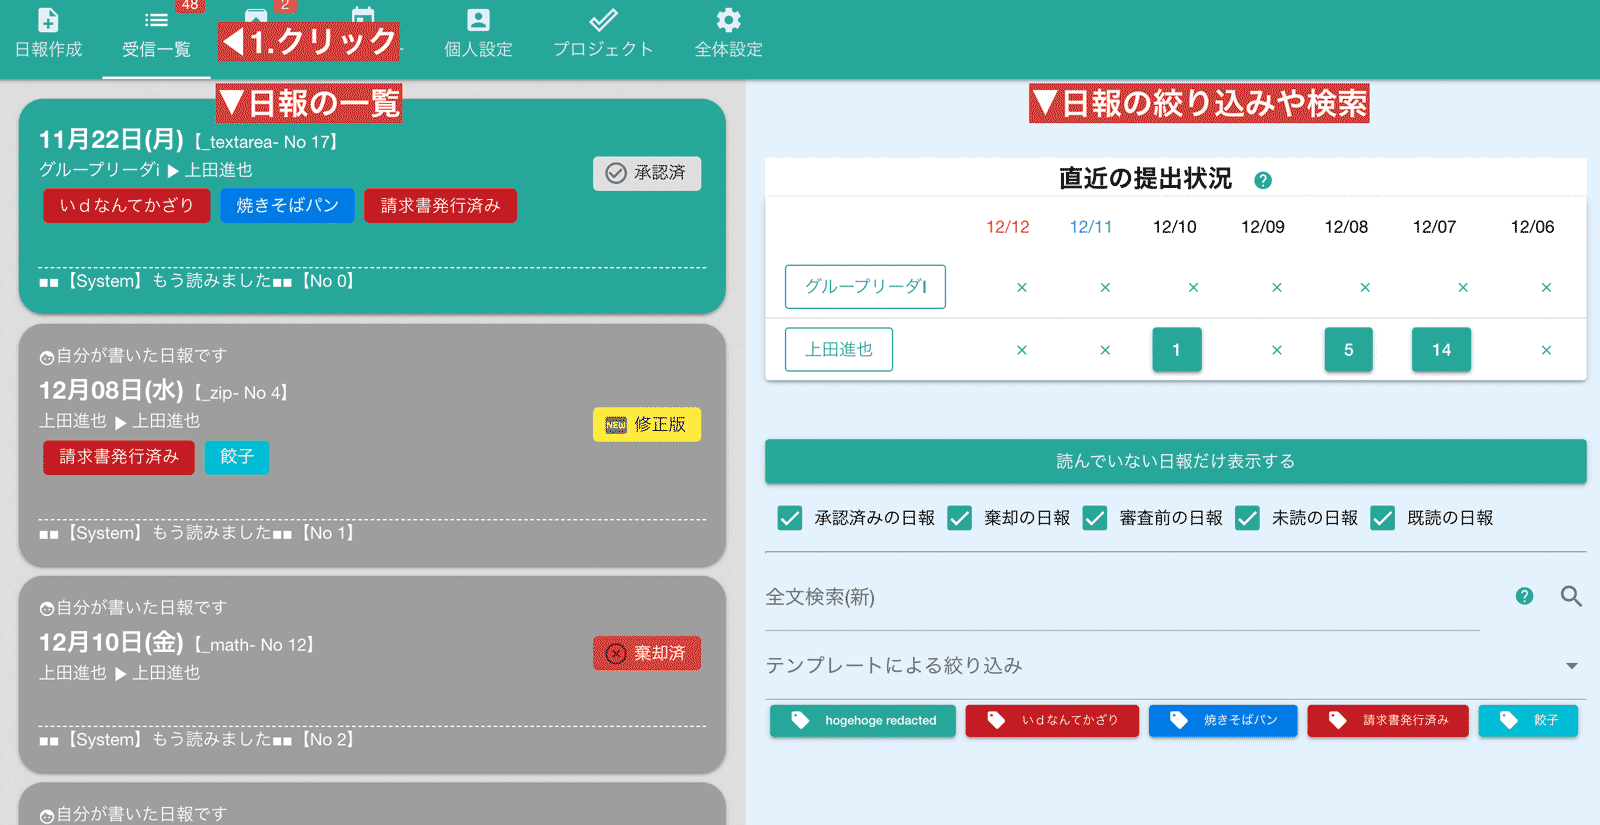 48
2
日報作成
受信一覧
◀1.クリック
個人設定
プロジェクト
全体設定
▼日報の一覧
▼日報の絞り込みや検索
11月22日(月)【_textarea- No 17】
グループリーダi ▶ 上田進也
承認済
いｄなんてかざり
焼きそばパン
請求書発行済み
■■【System】もう読みました■■【No 0】
自分が書いた日報です
12月08日(水)【_zip- No 4】
上田進也 ▶ 上田進也
NEW 修正版
請求書発行済み
餃子
■■【System】もう読みました■■【No 1】
自分が書いた日報です
12月10日(金)【_math- No 12】
上田進也 ▶ 上田進也
棄却済
■■【System】もう読みました■■【No 2】
自分が書いた日報です
直近の提出状況 ?
12/12 12/11 12/10 12/09 12/08 12/07 12/06
グループリーダI × × × × × × ×
上田進也 × × 1 × 5 14 ×
読んでいない日報だけ表示する
承認済みの日報 棄却の日報 審査前の日報 未読の日報 既読の日報
全文検索(新) ?
テンプレートによる絞り込み
hogehoge redacted
いｄなんてかざり
焼きそばパン
請求書発行済み
餃子